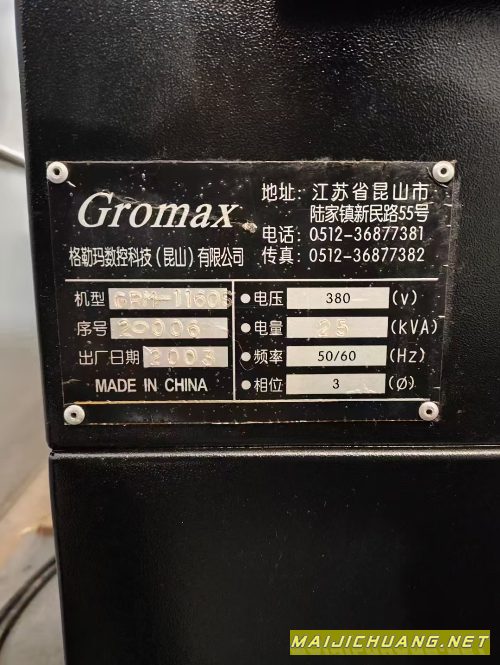 Gromax
格勒玛数控科技(昆山)有限公司
地址: 江苏省昆山市
陆家镇新民路55号
电话: 0512-36877381
传真: 0512-36877382
机型
序号 20006
出厂日期 2003
MADE IN CHINA
●电压 380 (v)
●电量 25 (KVA)
●频率 50/60 (Hz)
●相位 3 (Ø)
MAIJICHUANG.NET